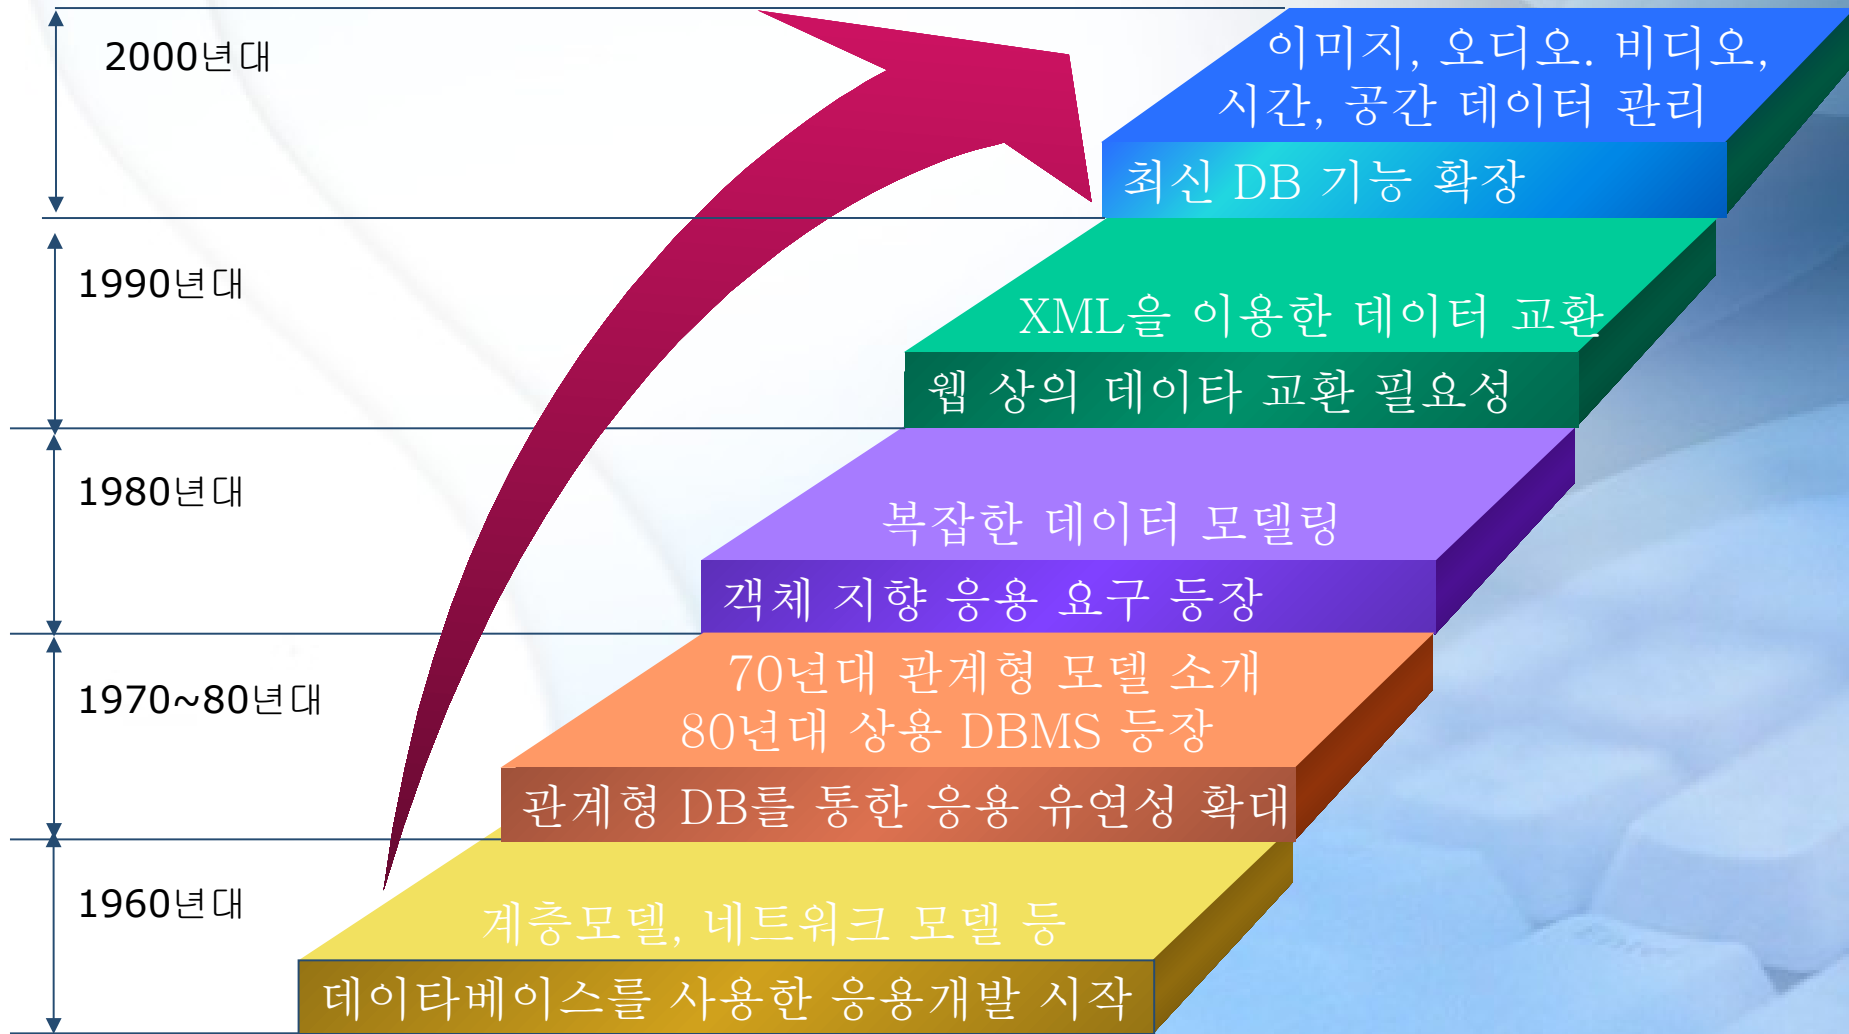 2000년대
이미지, 오디오. 비디오,
시간, 공간 데이터 관리
최신 DB 기능 확장
1990년대
XML을 이용한 데이터 교환
웹 상의 데이타 교환 필요성
1980년대
복잡한 데이터 모델링
객체 지향 응용 요구 등장
1970~80년대
70년대 관계형 모델 소개
80년대 상용 DBMS 등장
관계형 DB를 통한 응용 유연성 확대
1960년대
계층모델, 네트워크 모델 등
데이타베이스를 사용한 응용개발 시작
Enter